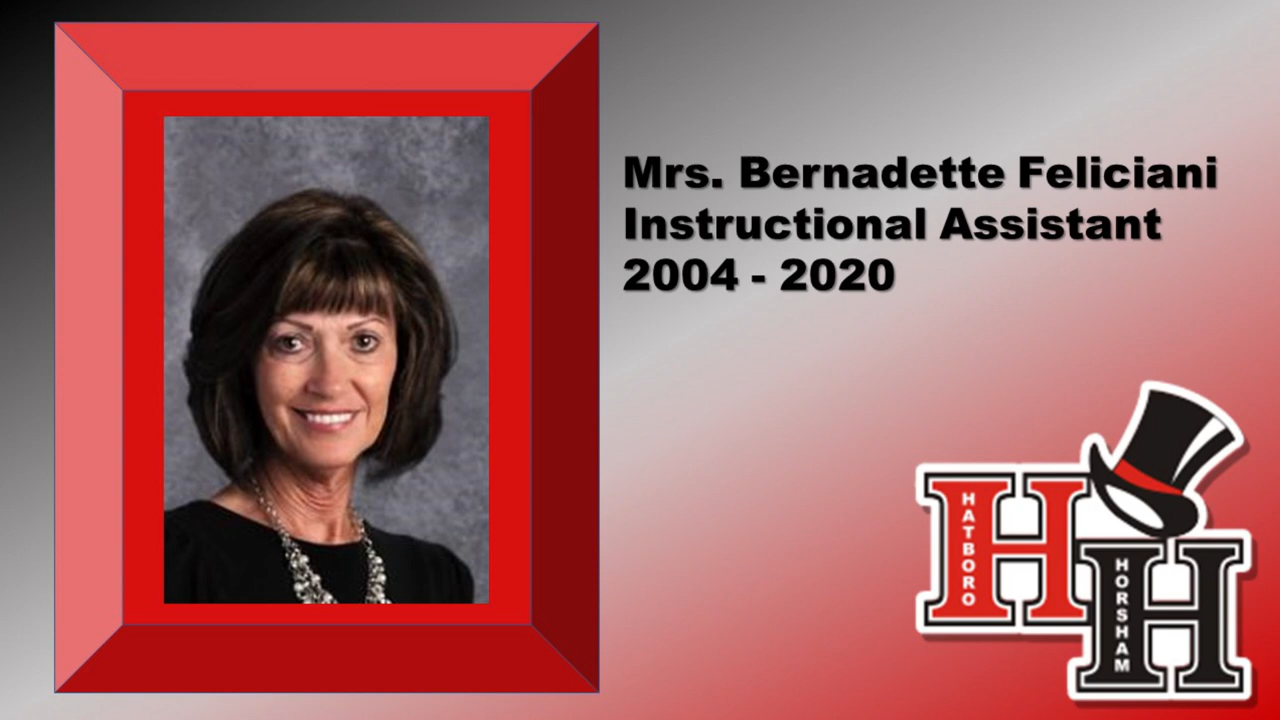 Mrs. Bernadette Feliciani
Instructional Assistant
2004 - 2020
HATBORO
HORSHAM